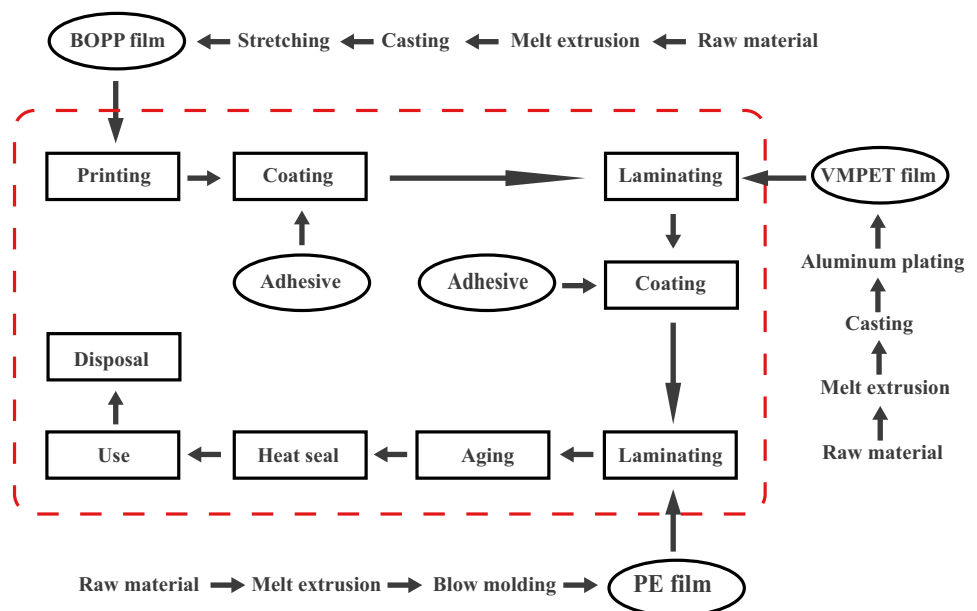 BOPP film
Stretching
Casting
Melt extrusion
Raw material
Printing
Coating
Laminating
VMPET film
Adhesive
Adhesive
Coating
Aluminum plating
Casting
Melt extrusion
Raw material
Disposal
Use
Heat seal
Aging
Laminating
Raw material
Melt extrusion
Blow molding
PE film